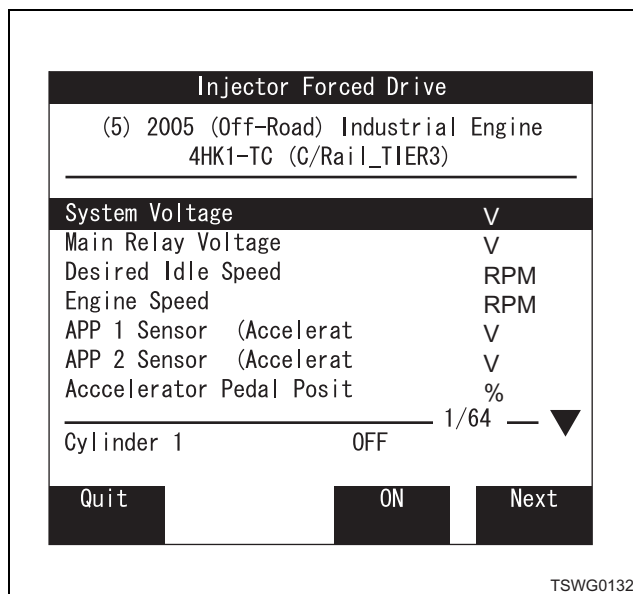 Injector Forced Drive
(5) 2005 (Off-Road) Industrial Engine
4HK1-TC (C/Rail_TIER3)
System Voltage V
Main Relay Voltage V
Desired Idle Speed RPM
Engine Speed RPM
APP 1 Sensor (Accelerat V
APP 2 Sensor (Accelerat V
Acccelerator Pedal Posit %
1/64
Cylinder 1 OFF
Quit ON Next
TSWG0132